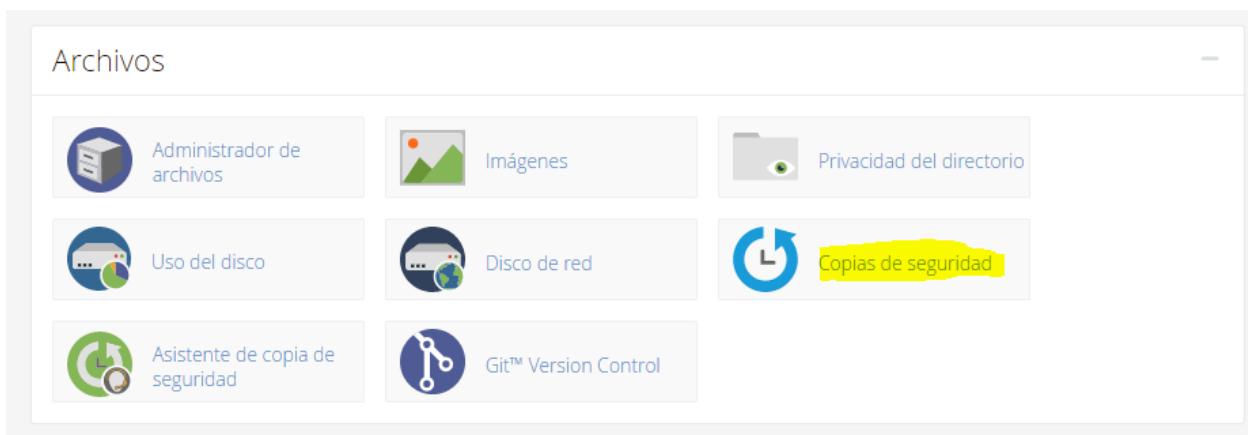 Archivos
Administrador de
archivos
Imágenes
Privacidad del directorio
Uso del disco
Disco de red
Copias de seguridad
Asistente de copia de
seguridad
Git™ Version Control